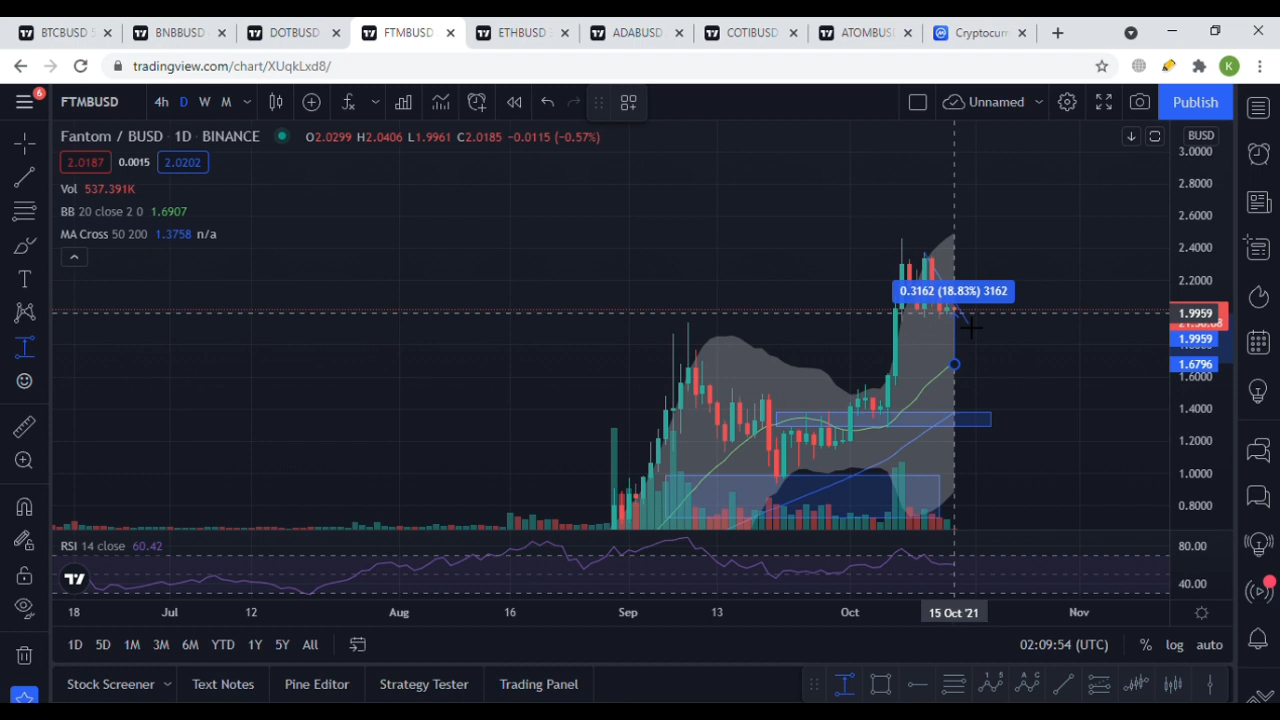 BTCBUSD 5
BNBBUSD
DOTBUSD
FTMBUSD
ETHBUSD
ADABUSD
COTIBUSD
ATOMBUS
Cryptocur
tradingview.com/chart/XUqkLxd8/
K
6
FTMBUSD
4h D W M
Unnamed
Publish
Fantom / BUSD · 1D · BINANCE
O2.0299 H2.0406 L1.9961 C2.0185 −0.0115 (−0.57%)
BUSD
2.0187
0.0015
2.0202
Vol 537.391K
BB 20 close 2 0 1.6907
MA Cross 50 200 1.3758 n/a
3.0000
2.8000
2.6000
2.4000
2.2000
0.3162 (18.83%) 3162
1.9959
1.9959
1.6796
1.6000
1.4000
1.2000
1.0000
0.8000
RSI 14 close 60.42
80.00
40.00
18 Jul 12 Aug 16 Sep 13 Oct 15 Oct '21 Nov
1D 5D 1M 3M 6M YTD 1Y 5Y All
02:09:54 (UTC) % log auto
Stock Screener Text Notes Pine Editor Strategy Tester Trading Panel